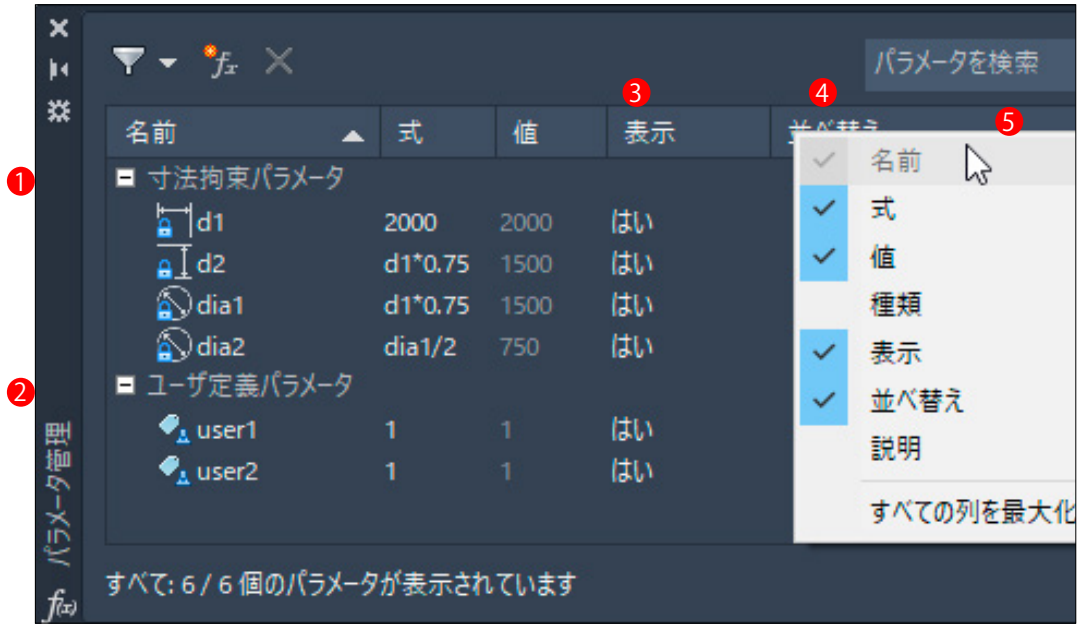 パラメータを検索
3 4 5
名前 式 値 表示 並べ替え
1 寸法拘束パラメータ
d1 2000 2000 はい
d2 d1*0.75 1500 はい
dia1 d1*0.75 1500 はい
dia2 dia1/2 750 はい
2 ユーザ定義パラメータ
user1 1 1 はい
user2 1 1 はい
名前
式
値
種類
表示
並べ替え
説明
すべての列を最大化
パラメータ管理
f(x)
すべて: 6 / 6 個のパラメータが表示されています